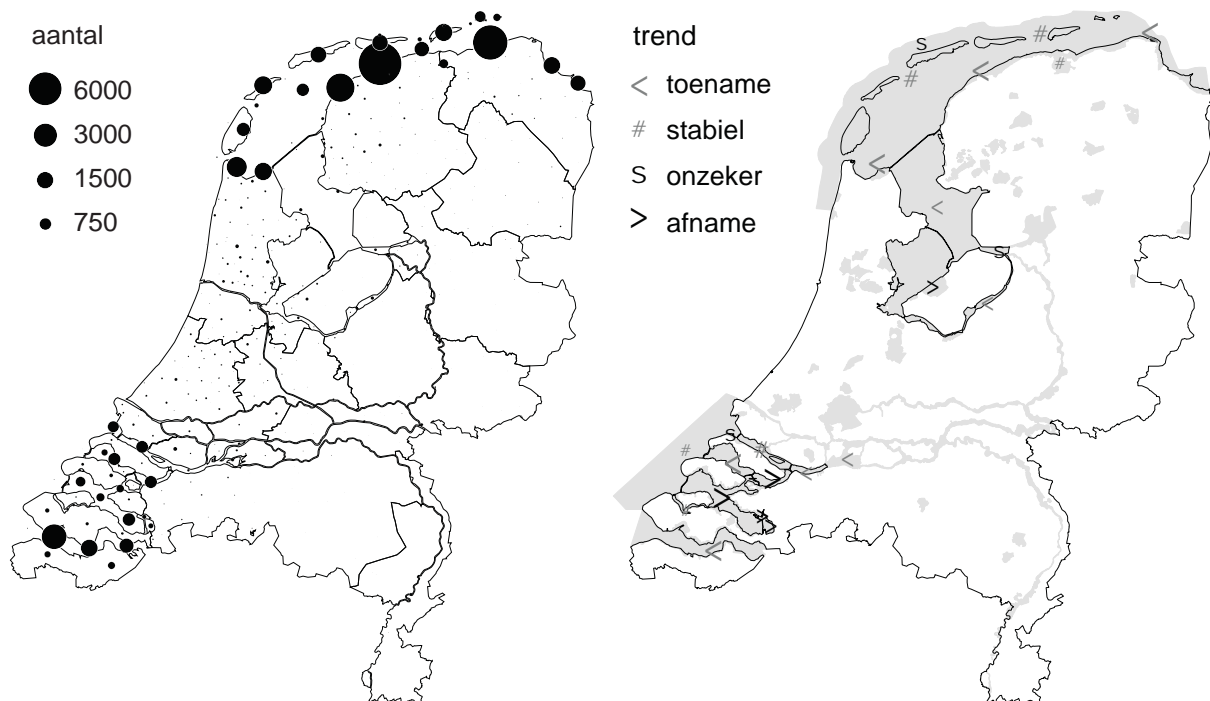 aantal
6000
3000
1500
750
trend
< toename
# stabiel
S onzeker
> afname